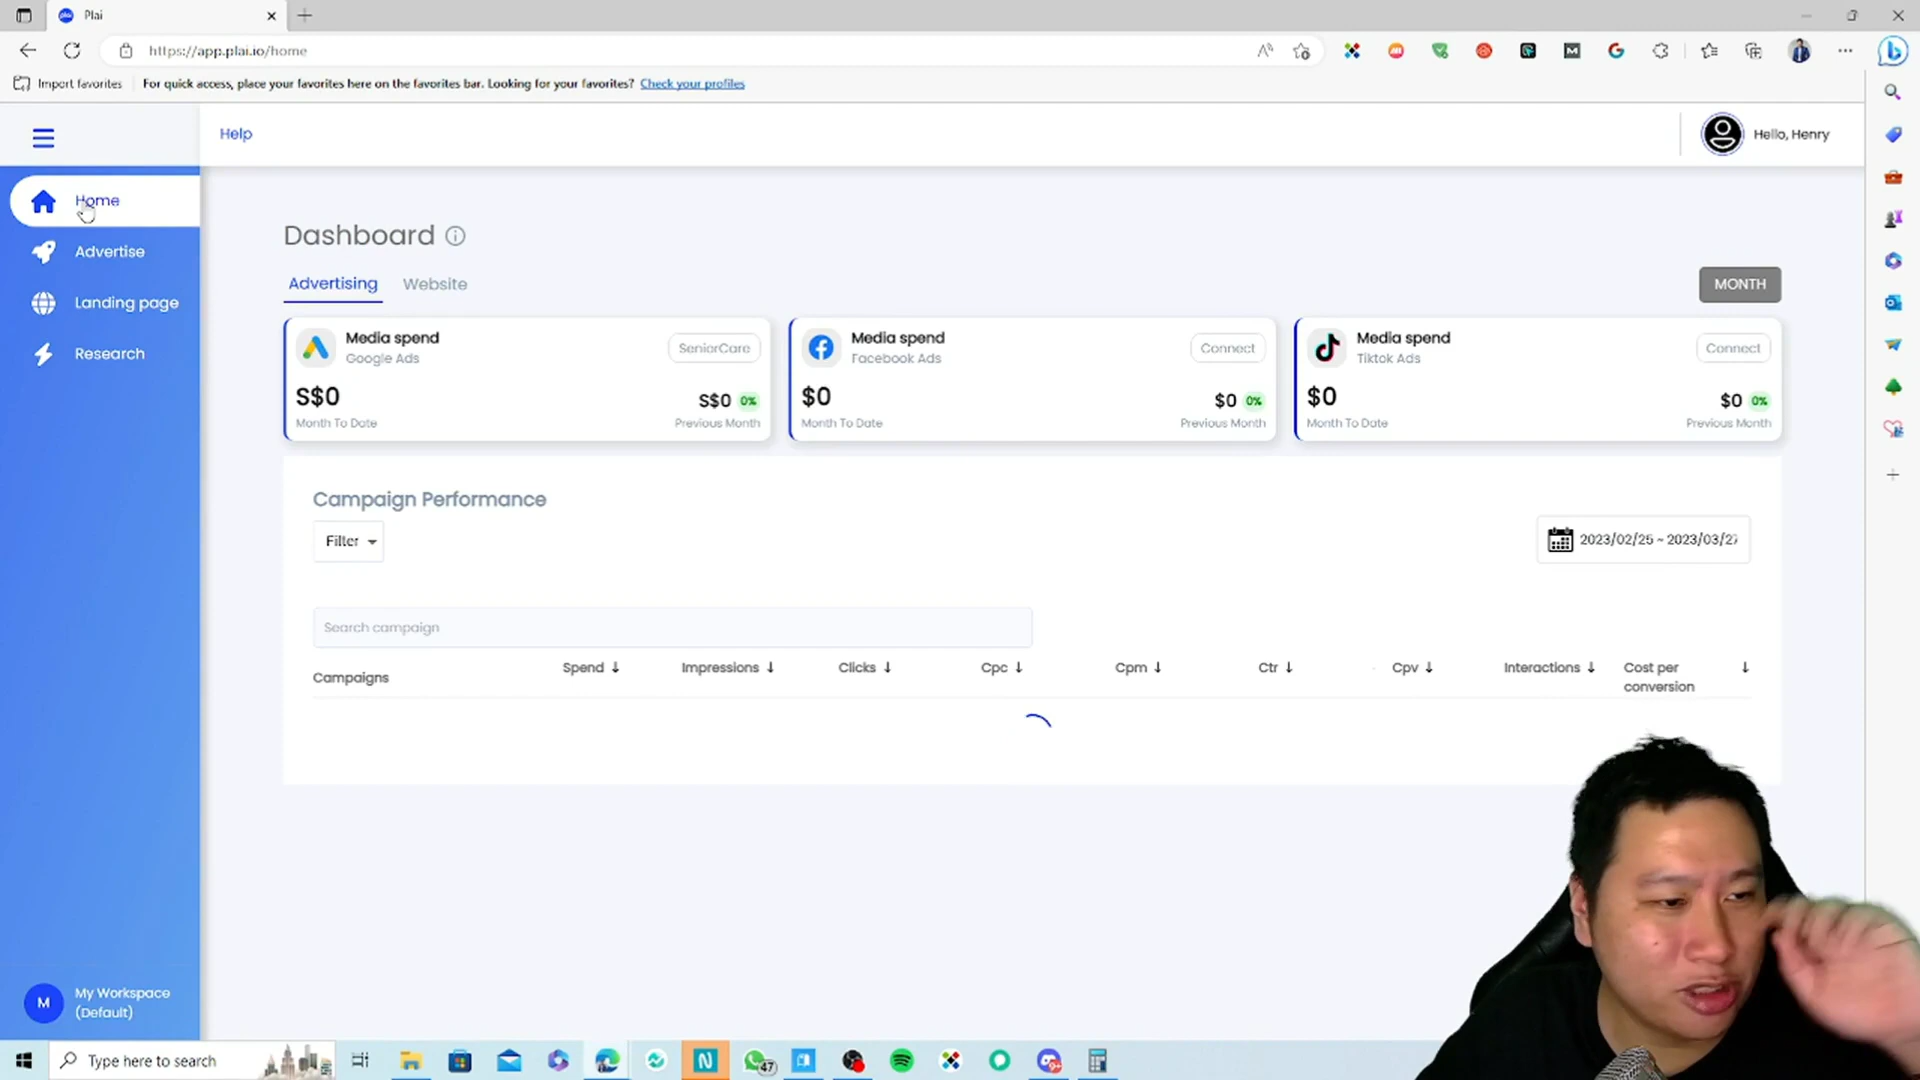 Plai
https://app.plai.io/home
Import favorites
For quick access, place your favorites here on the favorites bar. Looking for your favorites? Check your profiles
Help
Hello, Henry
Home
Advertise
Landing page
Research
Dashboard
Advertising
Website
MONTH
Media spend
Google Ads
SeniorCare
S$0
S$0 0%
Month To Date
Previous Month
Media spend
Facebook Ads
Connect
$0
$0 0%
Month To Date
Previous Month
Media spend
Tiktok Ads
Connect
$0
$0 0%
Month To Date
Previous Month
Campaign Performance
Filter
2023/02/25 ~ 2023/03/27
Search campaign
Campaigns
Spend ↓
Impressions ↓
Clicks ↓
Cpc ↓
Cpm ↓
Ctr ↓
Cpv ↓
Interactions ↓
Cost per
conversion
↓
M
My Workspace
(Default)
Type here to search
47